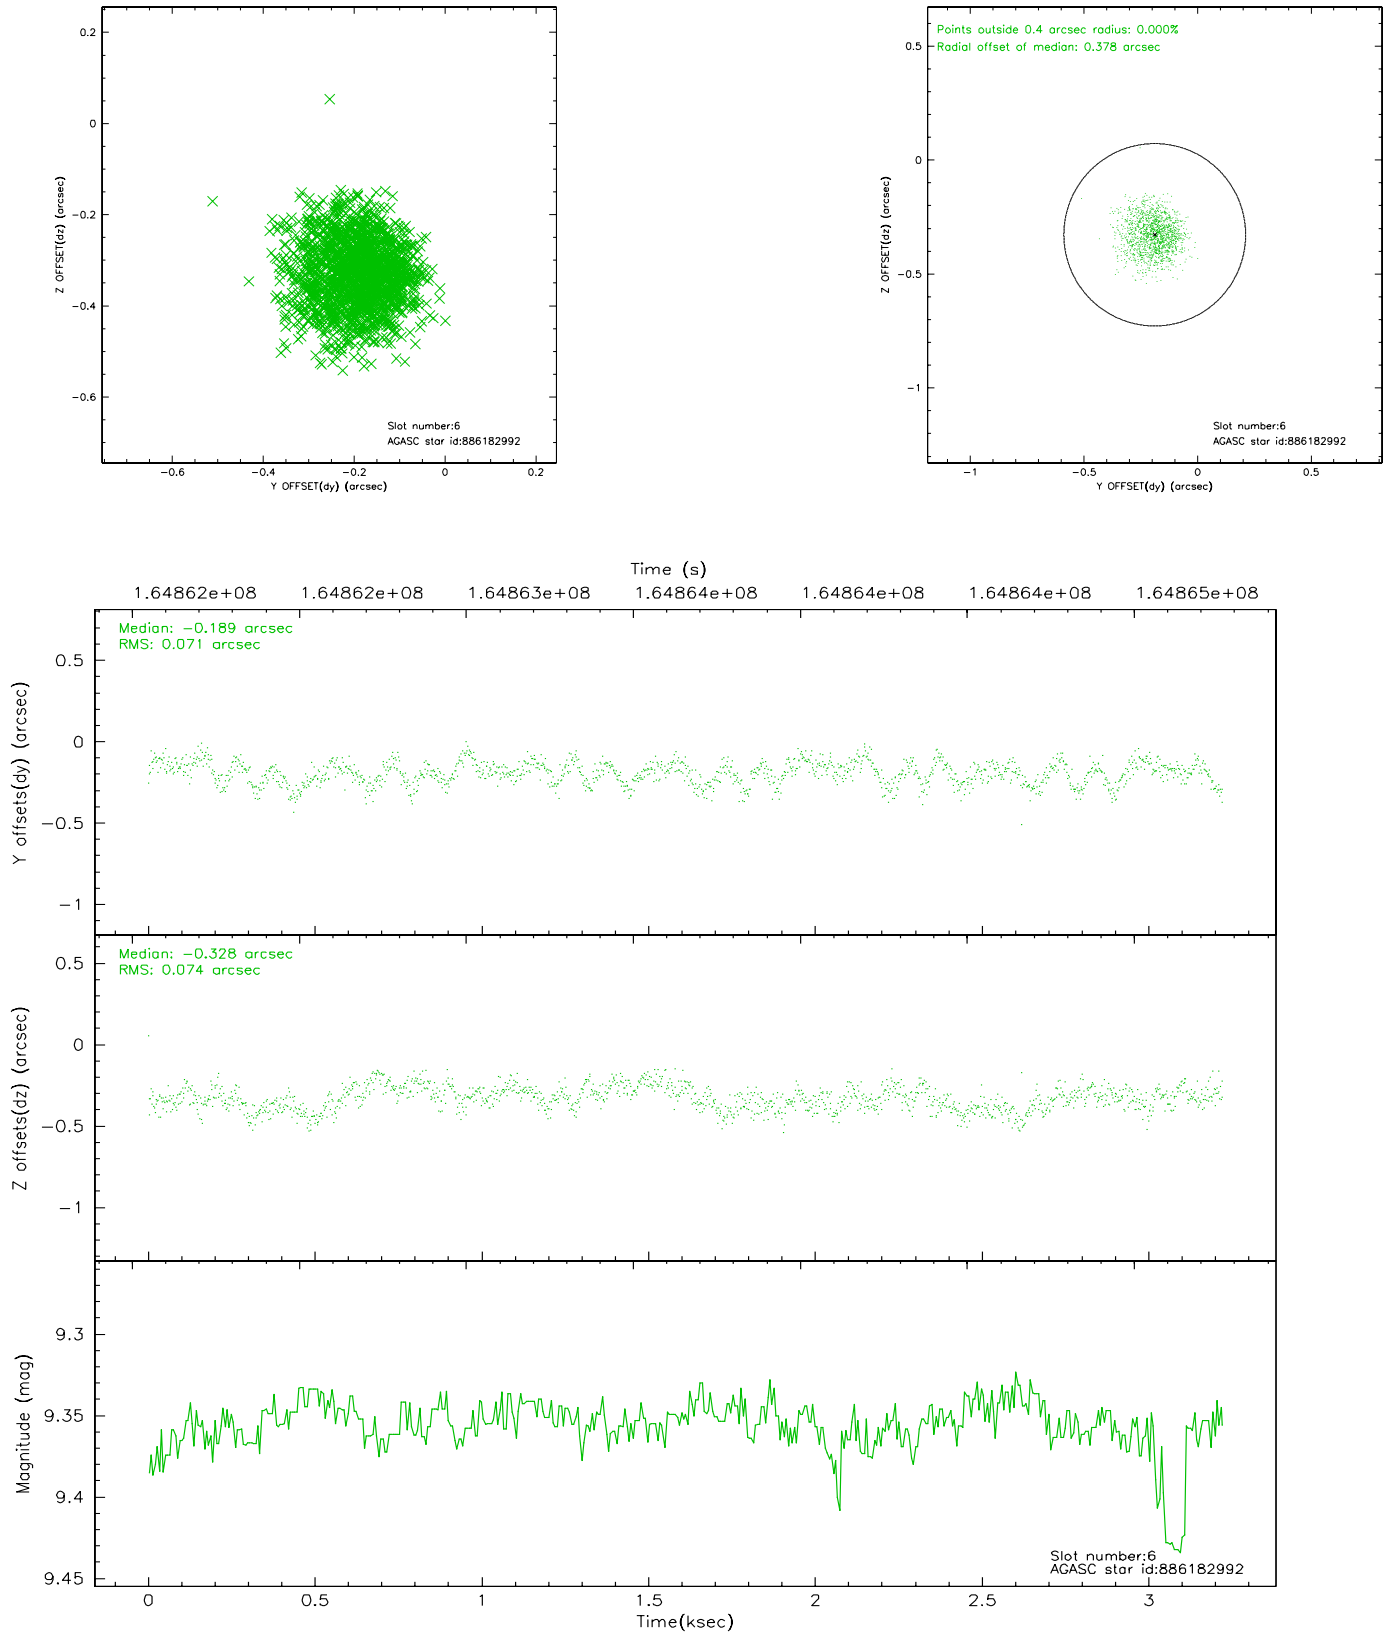 0.2
0
-0.2
-0.4
-0.6
Z OFFSET(dz) (arcsec)
Slot number:6
AGASC star id:886182992
-0.6
-0.4
-0.2
0
0.2
Y OFFSET(dy) (arcsec)
Points outside 0.4 arcsec radius: 0.000%
Radial offset of median: 0.378 arcsec
0.5
0
-0.5
-1
Z OFFSET(dz) (arcsec)
Slot number:6
AGASC star id:886182992
-1
-0.5
0
0.5
Y OFFSET(dy) (arcsec)
Time (s)
1.64862e+08
1.64862e+08
1.64863e+08
1.64864e+08
1.64864e+08
1.64864e+08
1.64865e+08
Median: -0.189 arcsec
RMS: 0.071 arcsec
0.5
0
-0.5
-1
Y offsets(dy) (arcsec)
Median: -0.328 arcsec
RMS: 0.074 arcsec
0.5
0
-0.5
-1
Z offsets(dz) (arcsec)
9.3
9.35
9.4
9.45
Magnitude (mag)
Slot number:6
AGASC star id:886182992
0
0.5
1
1.5
2
2.5
3
Time(ksec)